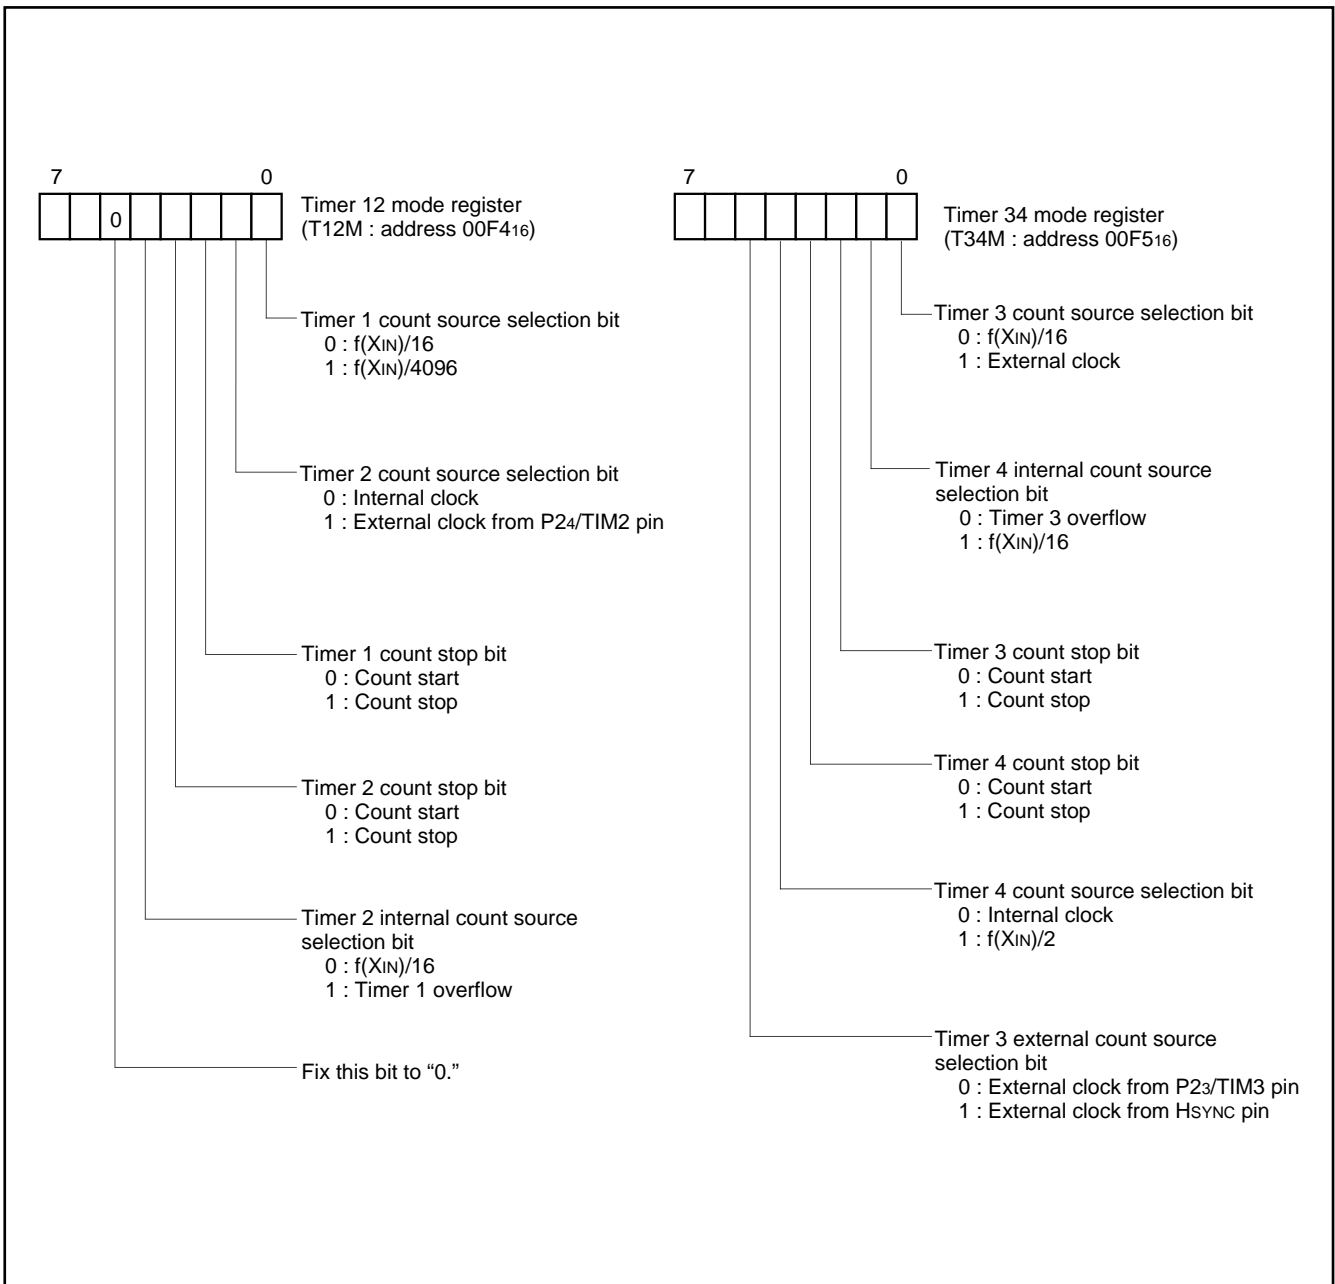 7 0
0
Timer 12 mode register
(T12M : address 00F416)
Timer 1 count source selection bit
0 : f(XIN)/16
1 : f(XIN)/4096
Timer 2 count source selection bit
0 : Internal clock
1 : External clock from P24/TIM2 pin
Timer 1 count stop bit
0 : Count start
1 : Count stop
Timer 2 count stop bit
0 : Count start
1 : Count stop
Timer 2 internal count source
selection bit
0 : f(XIN)/16
1 : Timer 1 overflow
Fix this bit to “0.”
7 0
Timer 34 mode register
(T34M : address 00F516)
Timer 3 count source selection bit
0 : f(XIN)/16
1 : External clock
Timer 4 internal count source
selection bit
0 : Timer 3 overflow
1 : f(XIN)/16
Timer 3 count stop bit
0 : Count start
1 : Count stop
Timer 4 count stop bit
0 : Count start
1 : Count stop
Timer 4 count source selection bit
0 : Internal clock
1 : f(XIN)/2
Timer 3 external count source
selection bit
0 : External clock from P23/TIM3 pin
1 : External clock from HSYNC pin